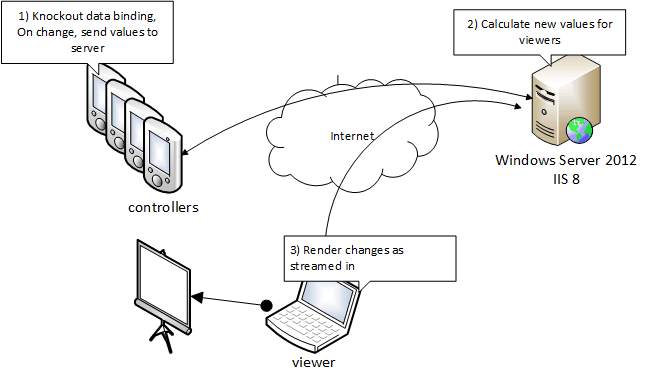 1) Knockout data binding,
On change, send values to
server
2) Calculate new values for
viewers
Internet
Windows Server 2012
IIS 8
controllers
3) Render changes as
streamed in
viewer